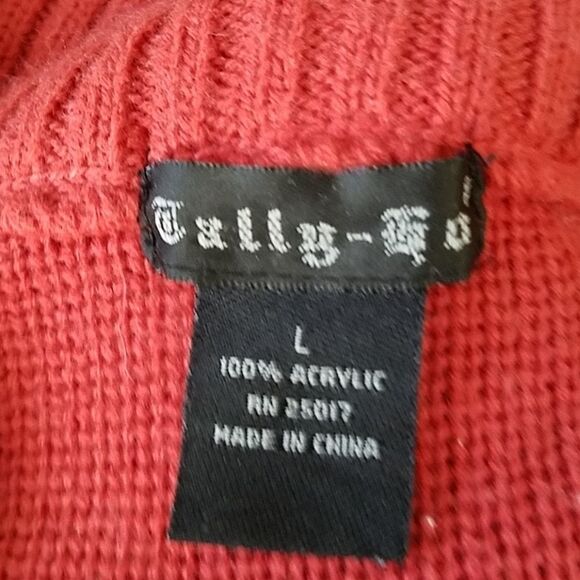 Tally-Ho
L
100% ACRYLIC
RN 25017
MADE IN CHINA